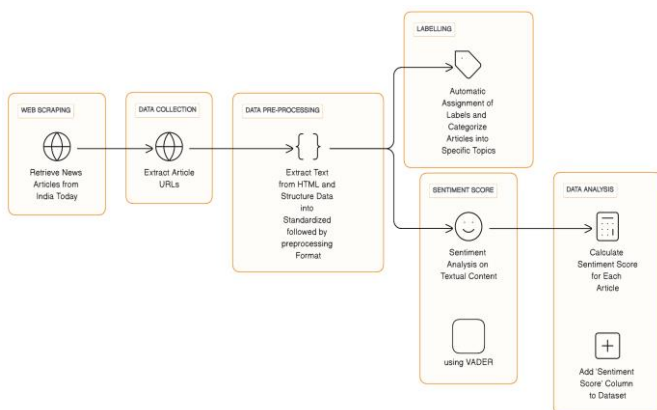 LABELLING
Automatic
Assignment of
Labels and
Categorize
Articles into
Specific Topics
WEB SCRAPING
Retrieve News
Articles from
India Today
DATA COLLECTION
Extract Article
URLs
DATA PRE-PROCESSING
{ }
Extract Text
from HTML and
Structure Data
into
Standardized
followed by
preprocessing
Format
SENTIMENT SCORE
Sentiment
Analysis on
Textual Content
using VADER
DATA ANALYSIS
Calculate
Sentiment Score
for Each
Article
Add 'Sentiment
Score' Column
to Dataset